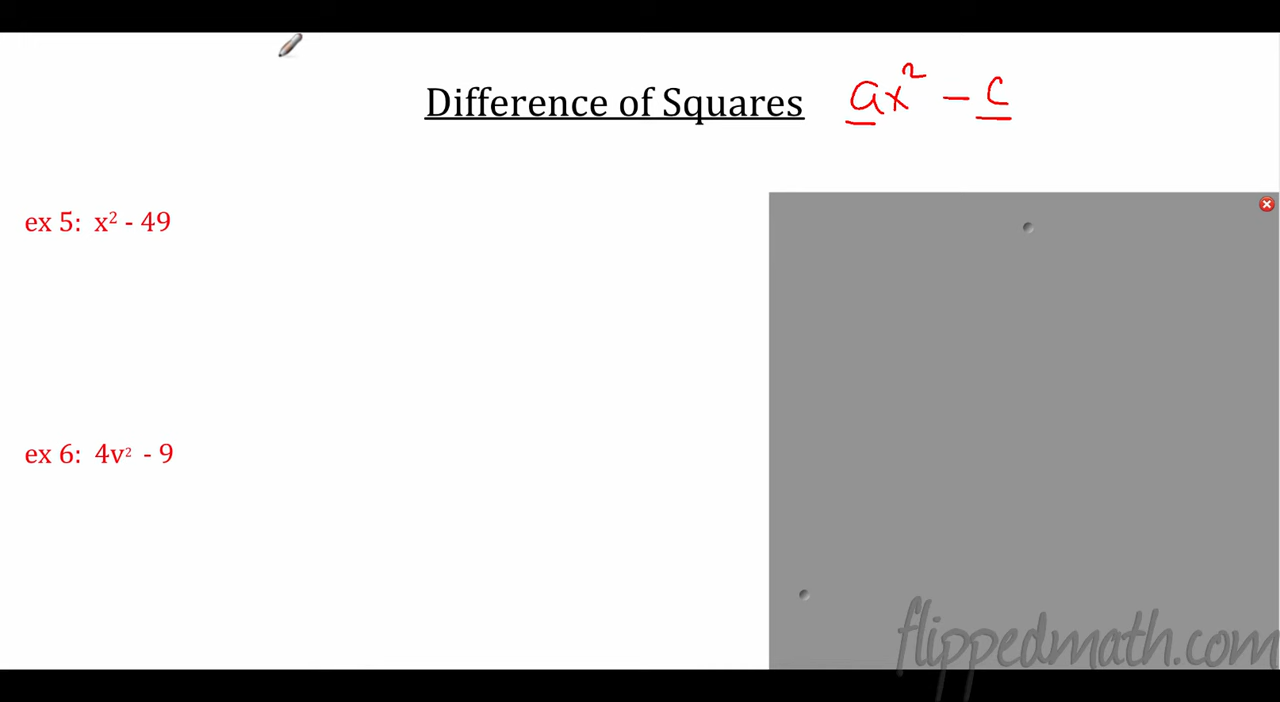 Difference of Squares ax² - c
ex 5: x² - 49
ex 6: 4v² - 9
flippedmath.com